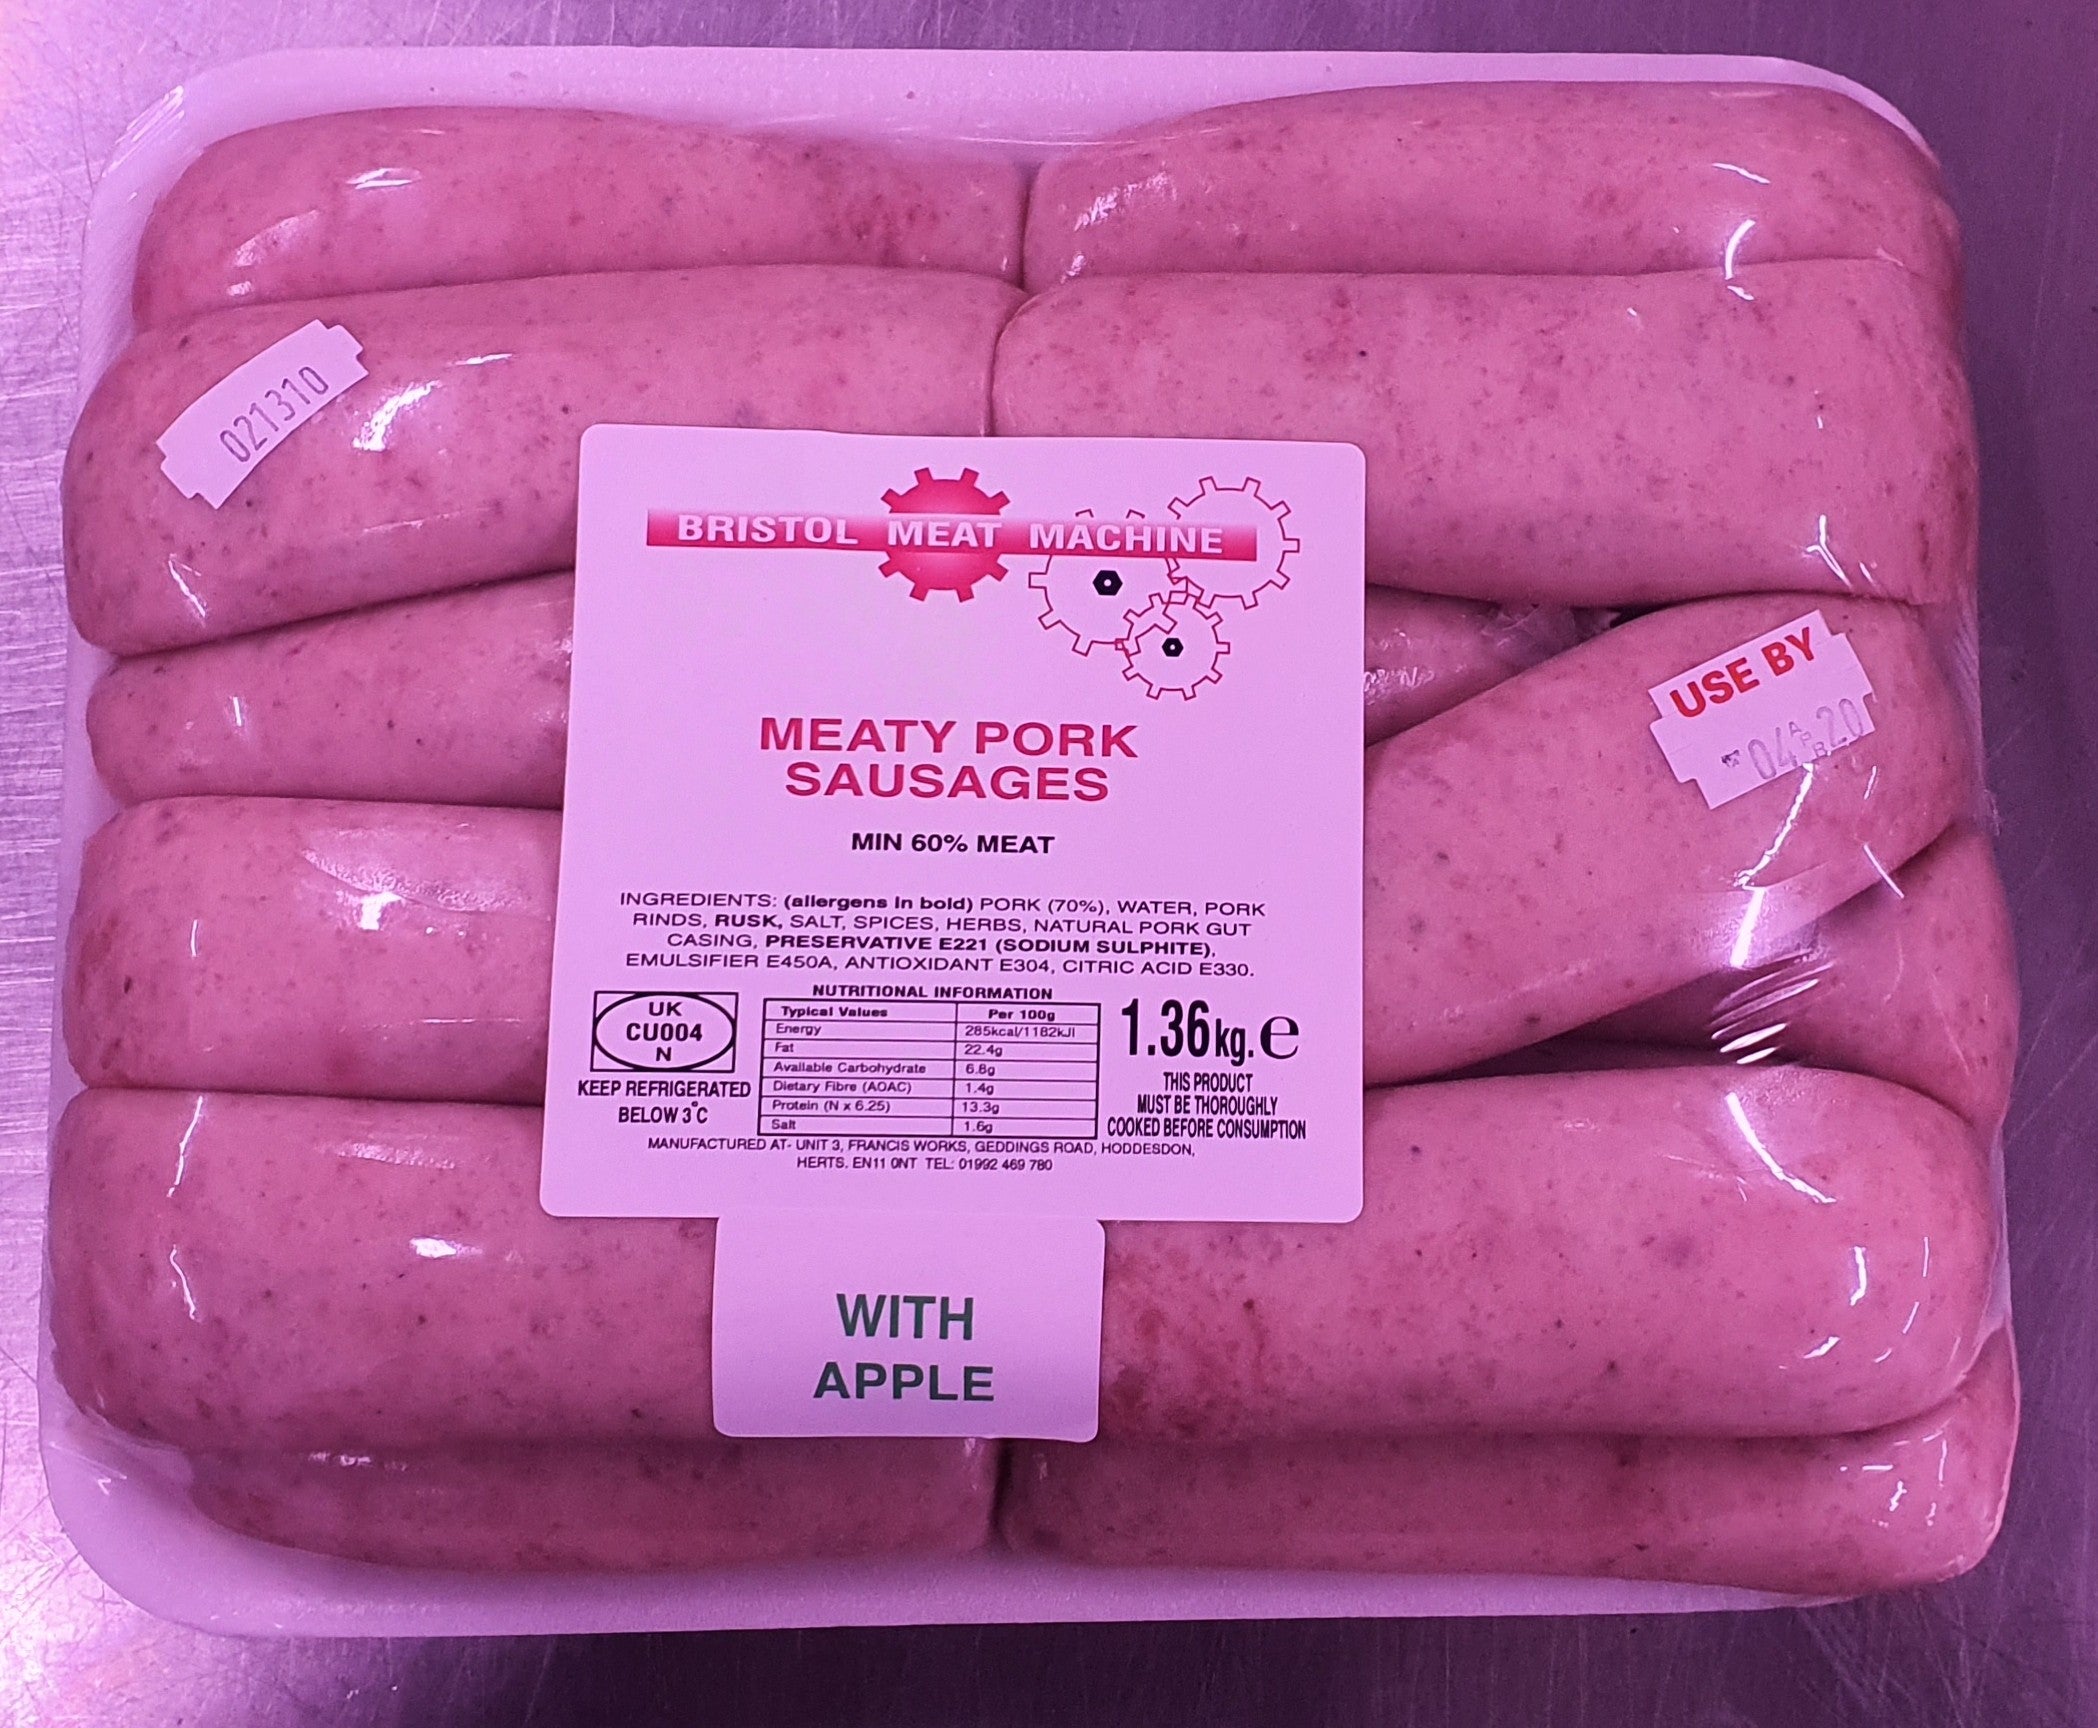 021310
BRISTOL MEAT MACHINE
USE BY
04 APR 20
MEATY PORK
SAUSAGES
MIN 60% MEAT
INGREDIENTS: (allergens in bold) PORK (70%), WATER, PORK
RINDS, RUSK, SALT, SPICES, HERBS, NATURAL PORK GUT
CASING, PRESERVATIVE E221 (SODIUM SULPHITE),
EMULSIFIER E450A, ANTIOXIDANT E304, CITRIC ACID E330.
NUTRITIONAL INFORMATION
Typical Values Per 100g
Energy 285kcal/1182kJl
Fat 22.4g
Available Carbohydrate 6.8g
Dietary Fibre (AOAC) 1.4g
Protein (N x 6.25) 13.3g
Salt 1.6g
UK
CU004
N
KEEP REFRIGERATED
BELOW 3°C
1.36kg. e
THIS PRODUCT
MUST BE THOROUGHLY
COOKED BEFORE CONSUMPTION
MANUFACTURED AT- UNIT 3, FRANCIS WORKS, GEDDINGS ROAD, HODDESDON,
HERTS. EN11 0NT TEL: 01992 469 780
WITH
APPLE